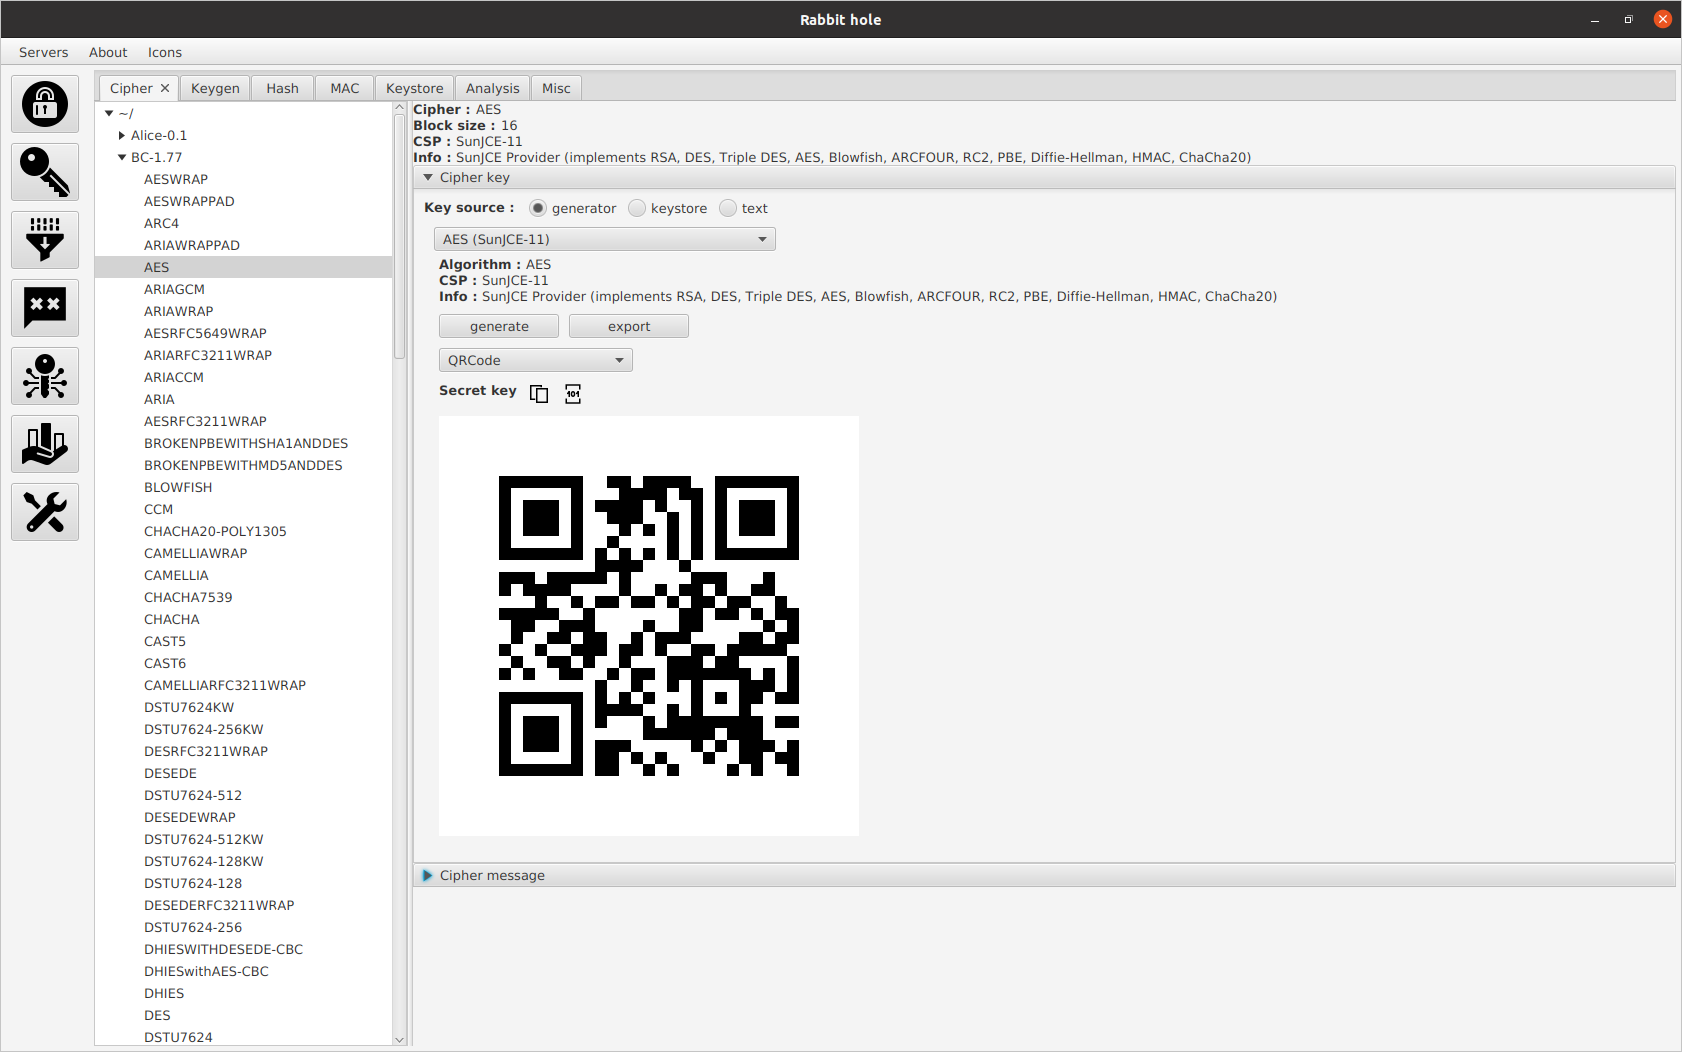 Rabbit hole
Servers About Icons
Cipher Keygen Hash MAC Keystore Analysis Misc
~/
Alice-0.1
BC-1.77
AESWRAP
AESWRAPPAD
ARC4
ARIAWRAPPAD
AES
ARIAGCM
ARIAWRAP
AESRFC5649WRAP
ARIARFC3211WRAP
ARIACCM
ARIA
AESRFC3211WRAP
BROKENPBEWITHSHA1ANDDES
BROKENPBEWITHMD5ANDDES
BLOWFISH
CCM
CHACHA20-POLY1305
CAMELLIAWRAP
CAMELLIA
CHACHA7539
CHACHA
CAST5
CAST6
CAMELLIARFC3211WRAP
DSTU7624KW
DSTU7624-256KW
DESRFC3211WRAP
DESEDE
DSTU7624-512
DESEDEWRAP
DSTU7624-512KW
DSTU7624-128KW
DSTU7624-128
DESEDERFC3211WRAP
DSTU7624-256
DHIESWITHDESEDE-CBC
DHIESwithAES-CBC
DHIES
DES
DSTU7624
Cipher : AES
Block size : 16
CSP : SunJCE-11
Info : SunJCE Provider (implements RSA, DES, Triple DES, AES, Blowfish, ARCFOUR, RC2, PBE, Diffie-Hellman, HMAC, ChaCha20)
Cipher key
Key source : generator keystore text
AES (SunJCE-11)
Algorithm : AES
CSP : SunJCE-11
Info : SunJCE Provider (implements RSA, DES, Triple DES, AES, Blowfish, ARCFOUR, RC2, PBE, Diffie-Hellman, HMAC, ChaCha20)
generate export
QRCode
Secret key 101
Cipher message